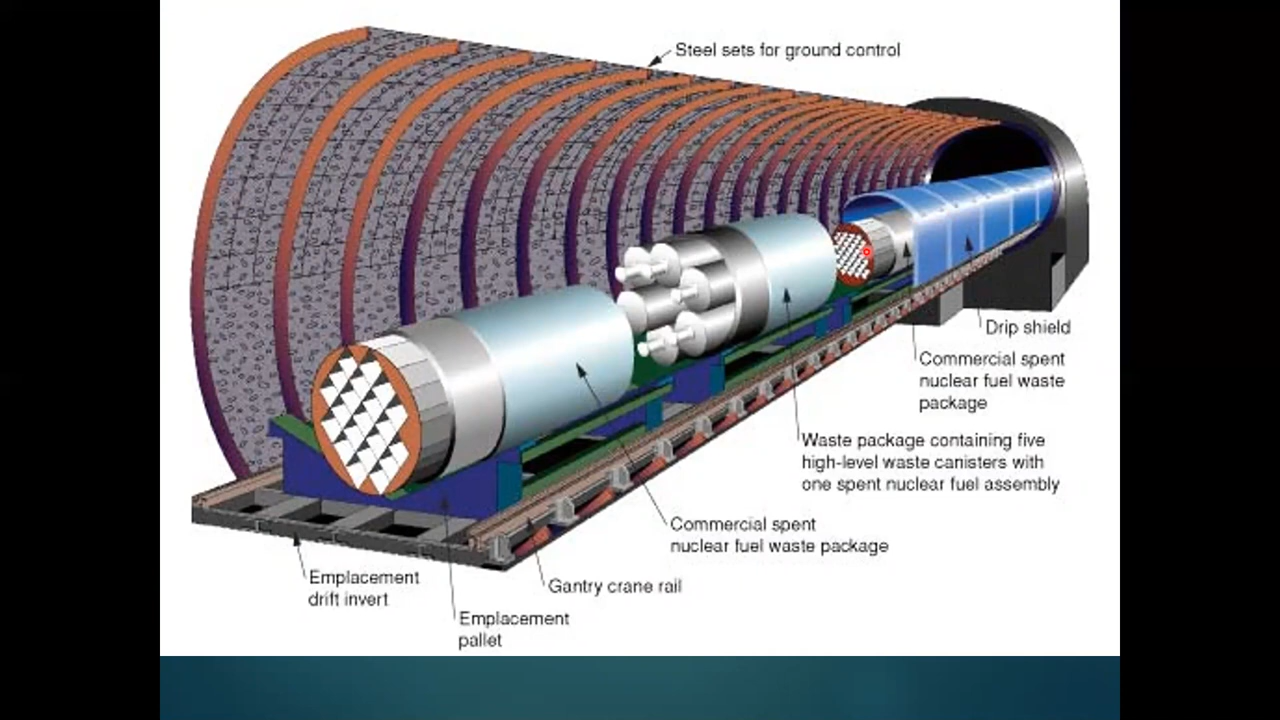 Steel sets for ground control
Drip shield
Commercial spent
nuclear fuel waste
package
Waste package containing five
high-level waste canisters with
one spent nuclear fuel assembly
Commercial spent
nuclear fuel waste package
Gantry crane rail
Emplacement
drift invert
Emplacement
pallet